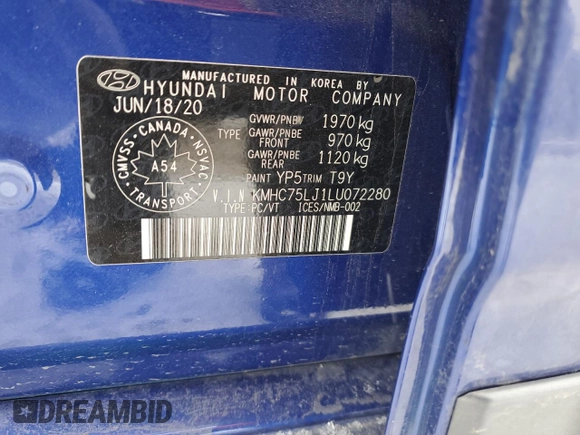 MANUFACTURED IN KOREA BY
HYUNDAI MOTOR COMPANY
JUN/18/20
GVWR/PNBV 1970 kg
TYPE GAWR/PNBE FRONT 970 kg
GAWR/PNBE REAR 1120 kg
PAINT YP5 TRIM T9Y
CANADA
CMVSS
NSVAC
A54
V.I.N KMHC75LJ1LU072280
TYPE:PC/VT ICES/NMB-002
DREAMBID